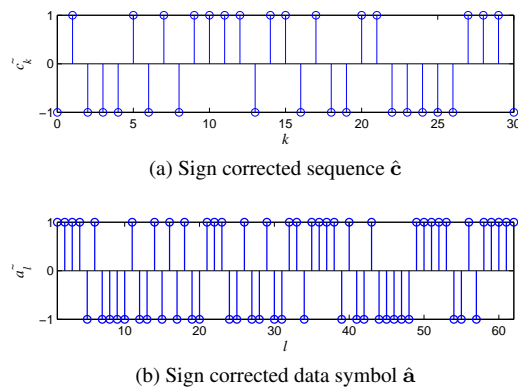 1
0
−1
0 5 10 15 20 25 30
c̃_k
k
(a) Sign corrected sequence ĉ
1
0
−1
10 20 30 40 50 60
ã_l
l
(b) Sign corrected data symbol â